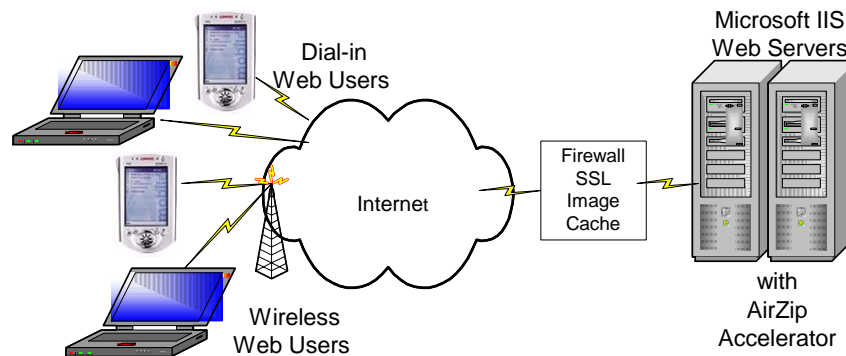 Dial-in
Web Users
Microsoft IIS
Web Servers
Internet
Firewall
SSL
Image
Cache
Wireless
Web Users
with
AirZip
Accelerator